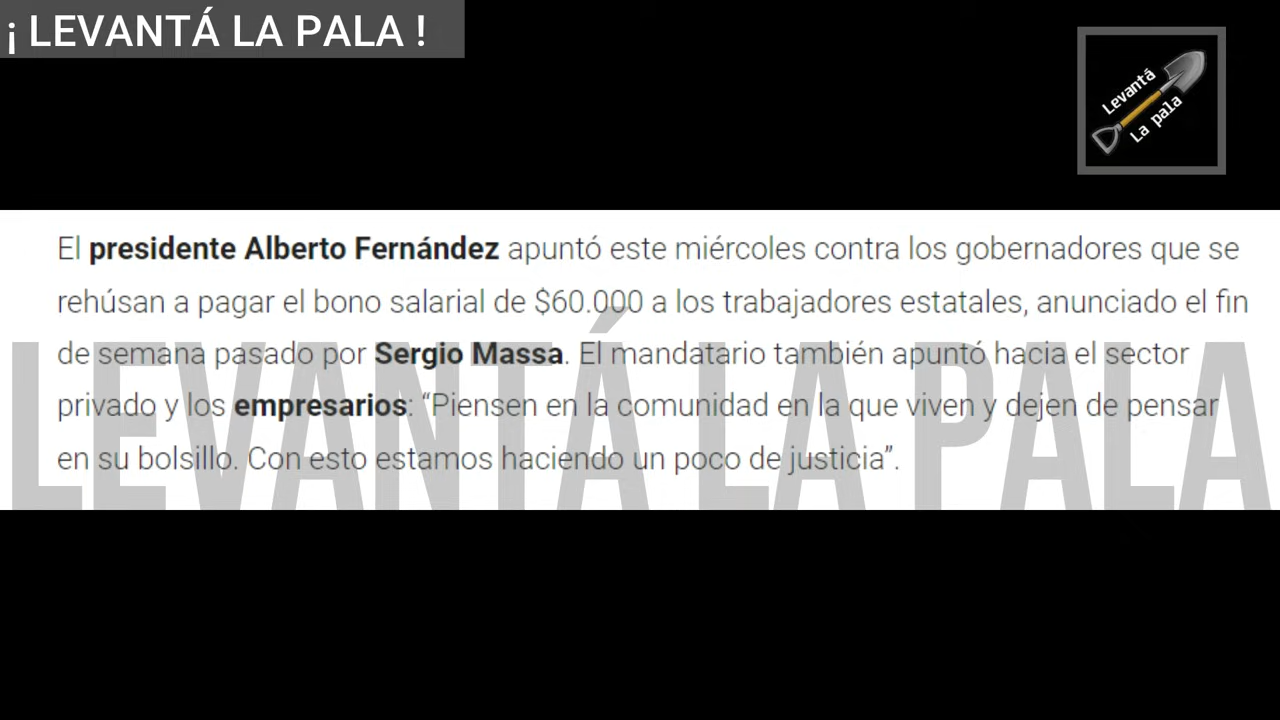 ¡ LEVANTÁ LA PALA !
Levantá
La pala
El presidente Alberto Fernández apuntó este miércoles contra los gobernadores que se
rehúsan a pagar el bono salarial de $60.000 a los trabajadores estatales, anunciado el fin
de semana pasado por Sergio Massa. El mandatario también apuntó hacia el sector
privado y los empresarios: “Piensen en la comunidad en la que viven y dejen de pensar
en su bolsillo. Con esto estamos haciendo un poco de justicia”.
LEVANTÁ LA PALA